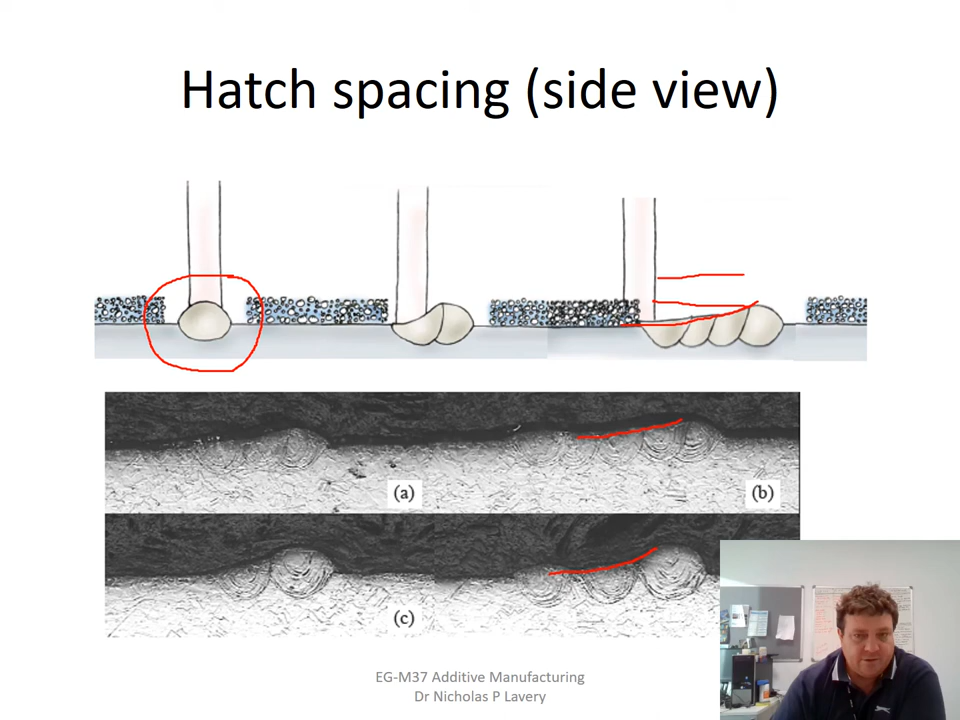 Hatch spacing (side view)
(a)
(b)
(c)
EG-M37 Additive Manufacturing
Dr Nicholas P Lavery